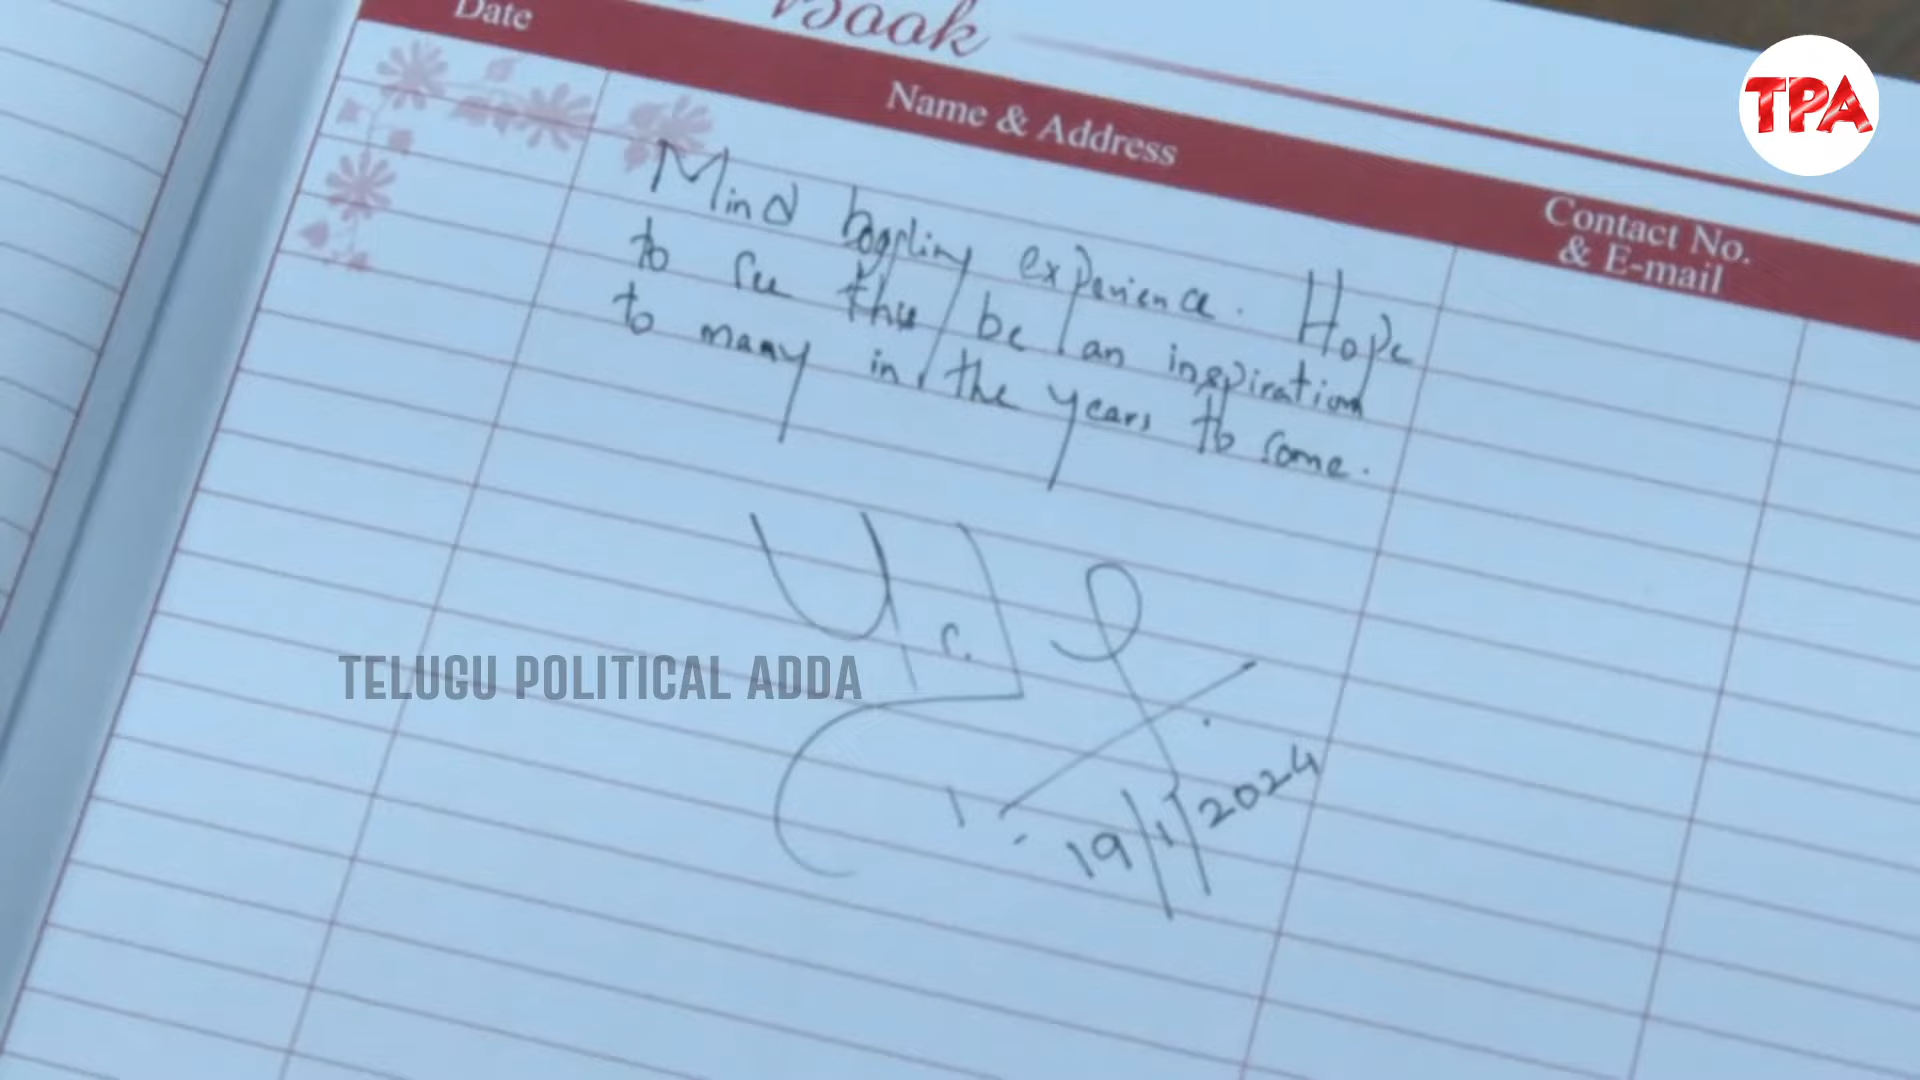 Book
Date
Name & Address
Contact No.
& E-mail
TPA
Mind boggling experience. Hope
to see this be an inspiration
to many in the years to come.
TELUGU POLITICAL ADDA
19/1/2024